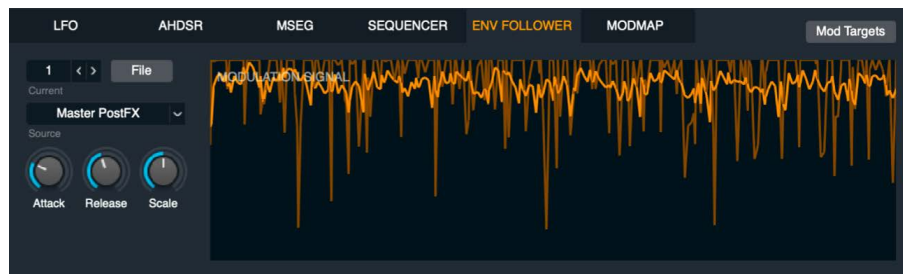 LFO AHDSR MSEG SEQUENCER ENV FOLLOWER MODMAP
Mod Targets
1 < > File
Current
MODULATION SIGNAL
Master PostFX
Source
Attack Release Scale